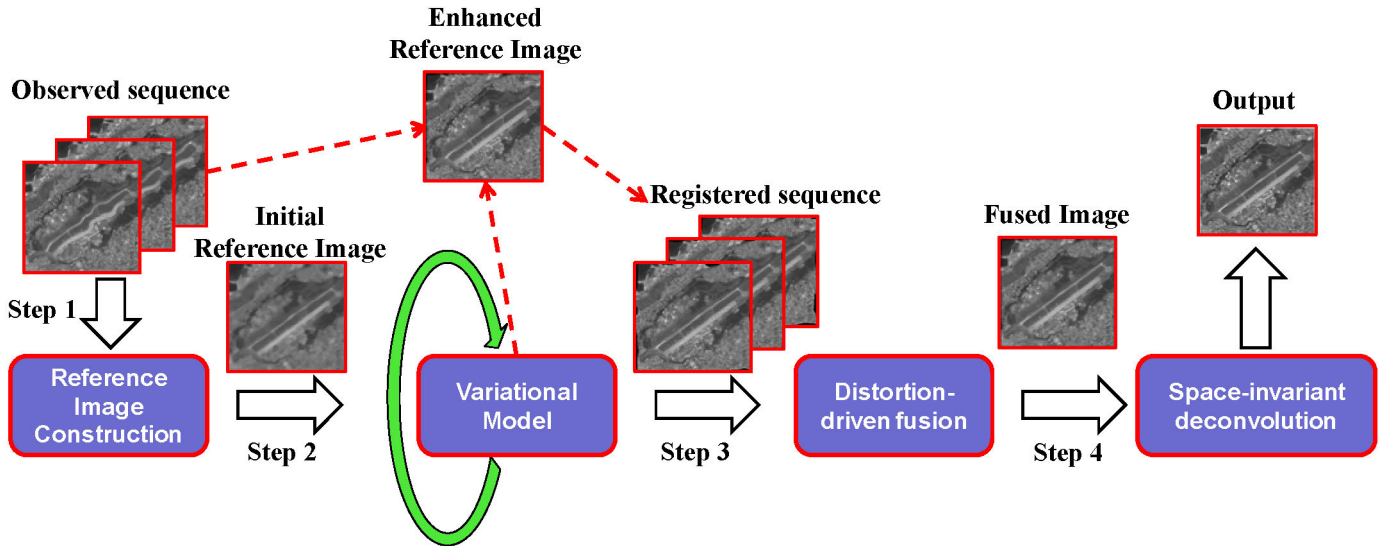 Enhanced
Reference Image
Observed sequence
Output
Initial
Reference Image
Registered sequence
Fused Image
Step 1
Reference
Image
Construction
Step 2
Variational
Model
Step 3
Distortion-
driven fusion
Step 4
Space-invariant
deconvolution